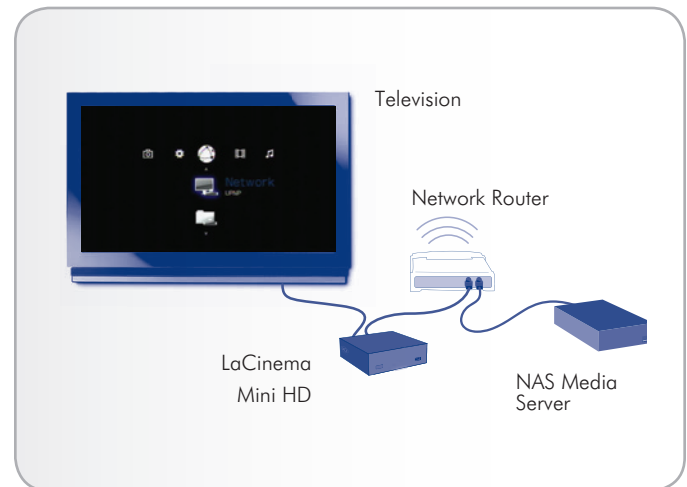 Television
Network
UPNP
Network Router
LaCinema
Mini HD
NAS Media
Server